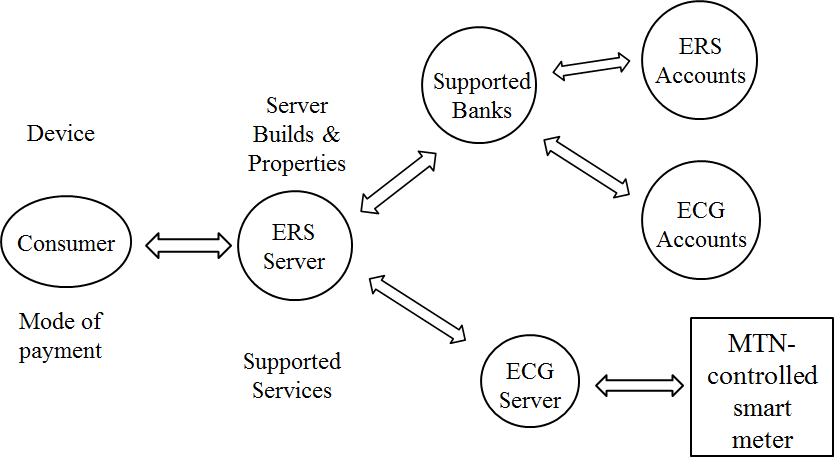 Device
Mode of
payment
Consumer
Server
Builds &
Properties
ERS
Server
Supported
Services
Supported
Banks
ERS
Accounts
ECG
Accounts
ECG
Server
MTN-
controlled
smart
meter